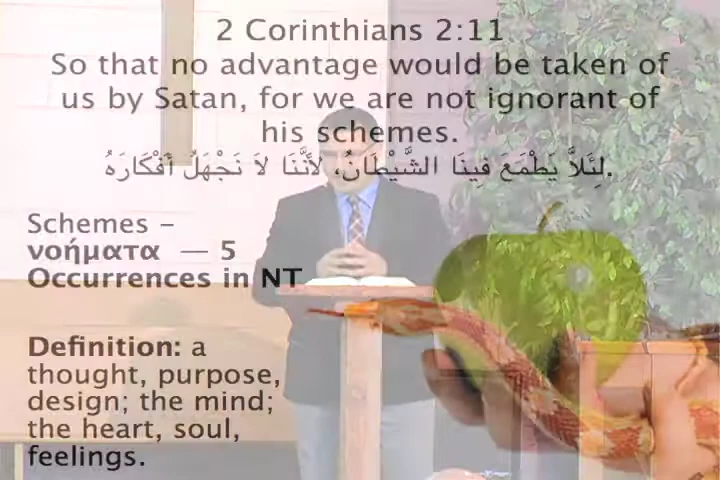 2 Corinthians 2:11
So that no advantage would be taken of
us by Satan, for we are not ignorant of
his schemes.
لِئَلاَّ يَطْمَعَ فِينَا الشَّيْطَانُ، لأَنَّنَا لاَ نَجْهَلُ أَفْكَارَهُ.
Schemes –
νοήματα — 5
Occurrences in NT
Definition: a
thought, purpose,
design; the mind;
the heart, soul,
feelings.